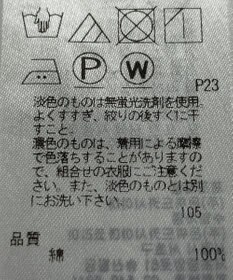 P W
P23
淡色のものは無蛍光洗剤を使用。
よくすすぎ、絞りの後すぐに干
すこと。
濃色のものは、着用による摩擦
で色落ちすることがありますの
で、組合せの衣服にご注意くだ
さい。また、淡色のものとは別
にお洗い下さい。
105
品質
綿 100%